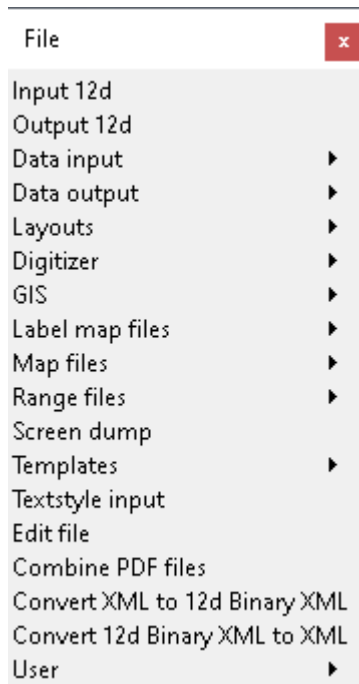 File
x
Input 12d
Output 12d
Data input
Data output
Layouts
Digitizer
GIS
Label map files
Map files
Range files
Screen dump
Templates
Textstyle input
Edit file
Combine PDF files
Convert XML to 12d Binary XML
Convert 12d Binary XML to XML
User